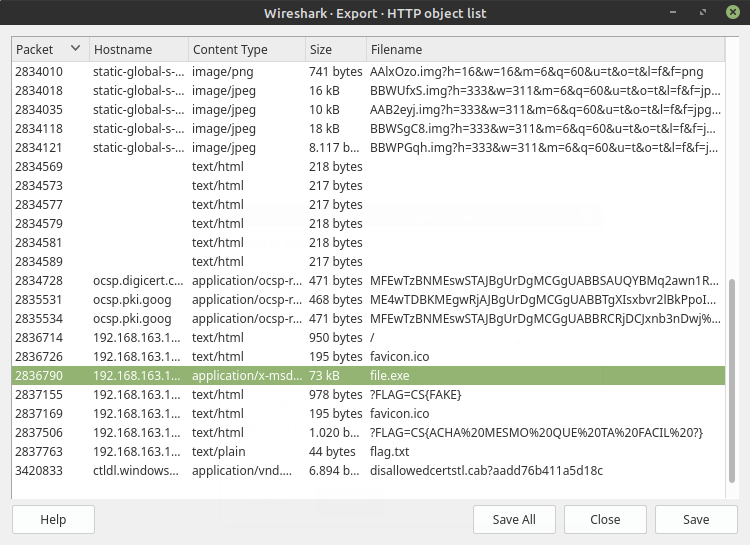 Wireshark · Export · HTTP object list
Packet Hostname Content Type Size Filename
2834010 static-global-s-... image/png 741 bytes AAlxOzo.img?h=16&w=16&m=6&q=60&u=t&o=t&l=f&f=png
2834018 static-global-s-... image/jpeg 16 kB BBWUfxS.img?h=333&w=311&m=6&q=60&u=t&o=t&l=f&f=jp...
2834035 static-global-s-... image/jpeg 10 kB AAB2eyj.img?h=333&w=311&m=6&q=60&u=t&o=t&l=f&f=jpg...
2834118 static-global-s-... image/jpeg 18 kB BBWSgC8.img?h=333&w=311&m=6&q=60&u=t&o=t&l=f&f=j...
2834121 static-global-s-... image/jpeg 8.117 b... BBWPGqh.img?h=333&w=311&m=6&q=60&u=t&o=t&l=f&f=j...
2834569 text/html 218 bytes
2834573 text/html 217 bytes
2834577 text/html 217 bytes
2834579 text/html 218 bytes
2834581 text/html 218 bytes
2834589 text/html 217 bytes
2834728 ocsp.digicert.c... application/ocsp-r... 471 bytes MFEwTzBNMEswSTAJBgUrDgMCGgUABBSAUQYBMq2awn1R...
2835531 ocsp.pki.goog application/ocsp-r... 468 bytes ME4wTDBKMEgwRjAJBgUrDgMCGgUABBTgXIsxbvr2lBkPpoI...
2835534 ocsp.pki.goog application/ocsp-r... 471 bytes MFEwTzBNMEswSTAJBgUrDgMCGgUABBRCRjDCJxnb3nDwj%...
2836714 192.168.163.1... text/html 950 bytes /
2836726 192.168.163.1... text/html 195 bytes favicon.ico
2836790 192.168.163.1... application/x-msd... 73 kB file.exe
2837155 192.168.163.1... text/html 978 bytes ?FLAG=CS{FAKE}
2837169 192.168.163.1... text/html 195 bytes favicon.ico
2837506 192.168.163.1... text/html 1.020 b... ?FLAG=CS{ACHA%20MESMO%20QUE%20TA%20FACIL%20?}
2837763 192.168.163.1... text/plain 44 bytes flag.txt
3420833 ctldl.windows... application/vnd.... 6.894 b... disallowedcertstl.cab?aadd76b411a5d18c
Help Save All Close Save